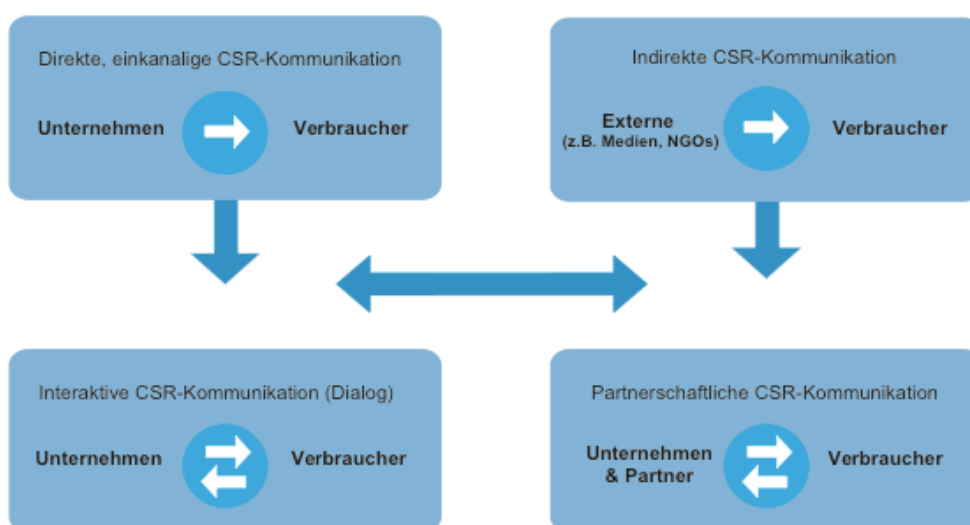 Direkte, einkanalige CSR-Kommunikation
Unternehmen
Verbraucher
Indirekte CSR-Kommunikation
Externe
(z.B. Medien, NGOs)
Verbraucher
Interaktive CSR-Kommunikation (Dialog)
Unternehmen
Verbraucher
Partnerschaftliche CSR-Kommunikation
Unternehmen
& Partner
Verbraucher